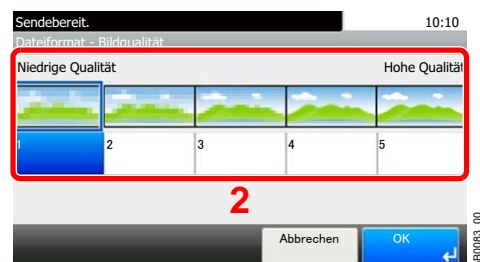 Sendebereit. 10:10
Dateiformat - Bildqualität
Niedrige Qualität Hohe Qualität
1 2 3 4 5
2
Abbrechen OK